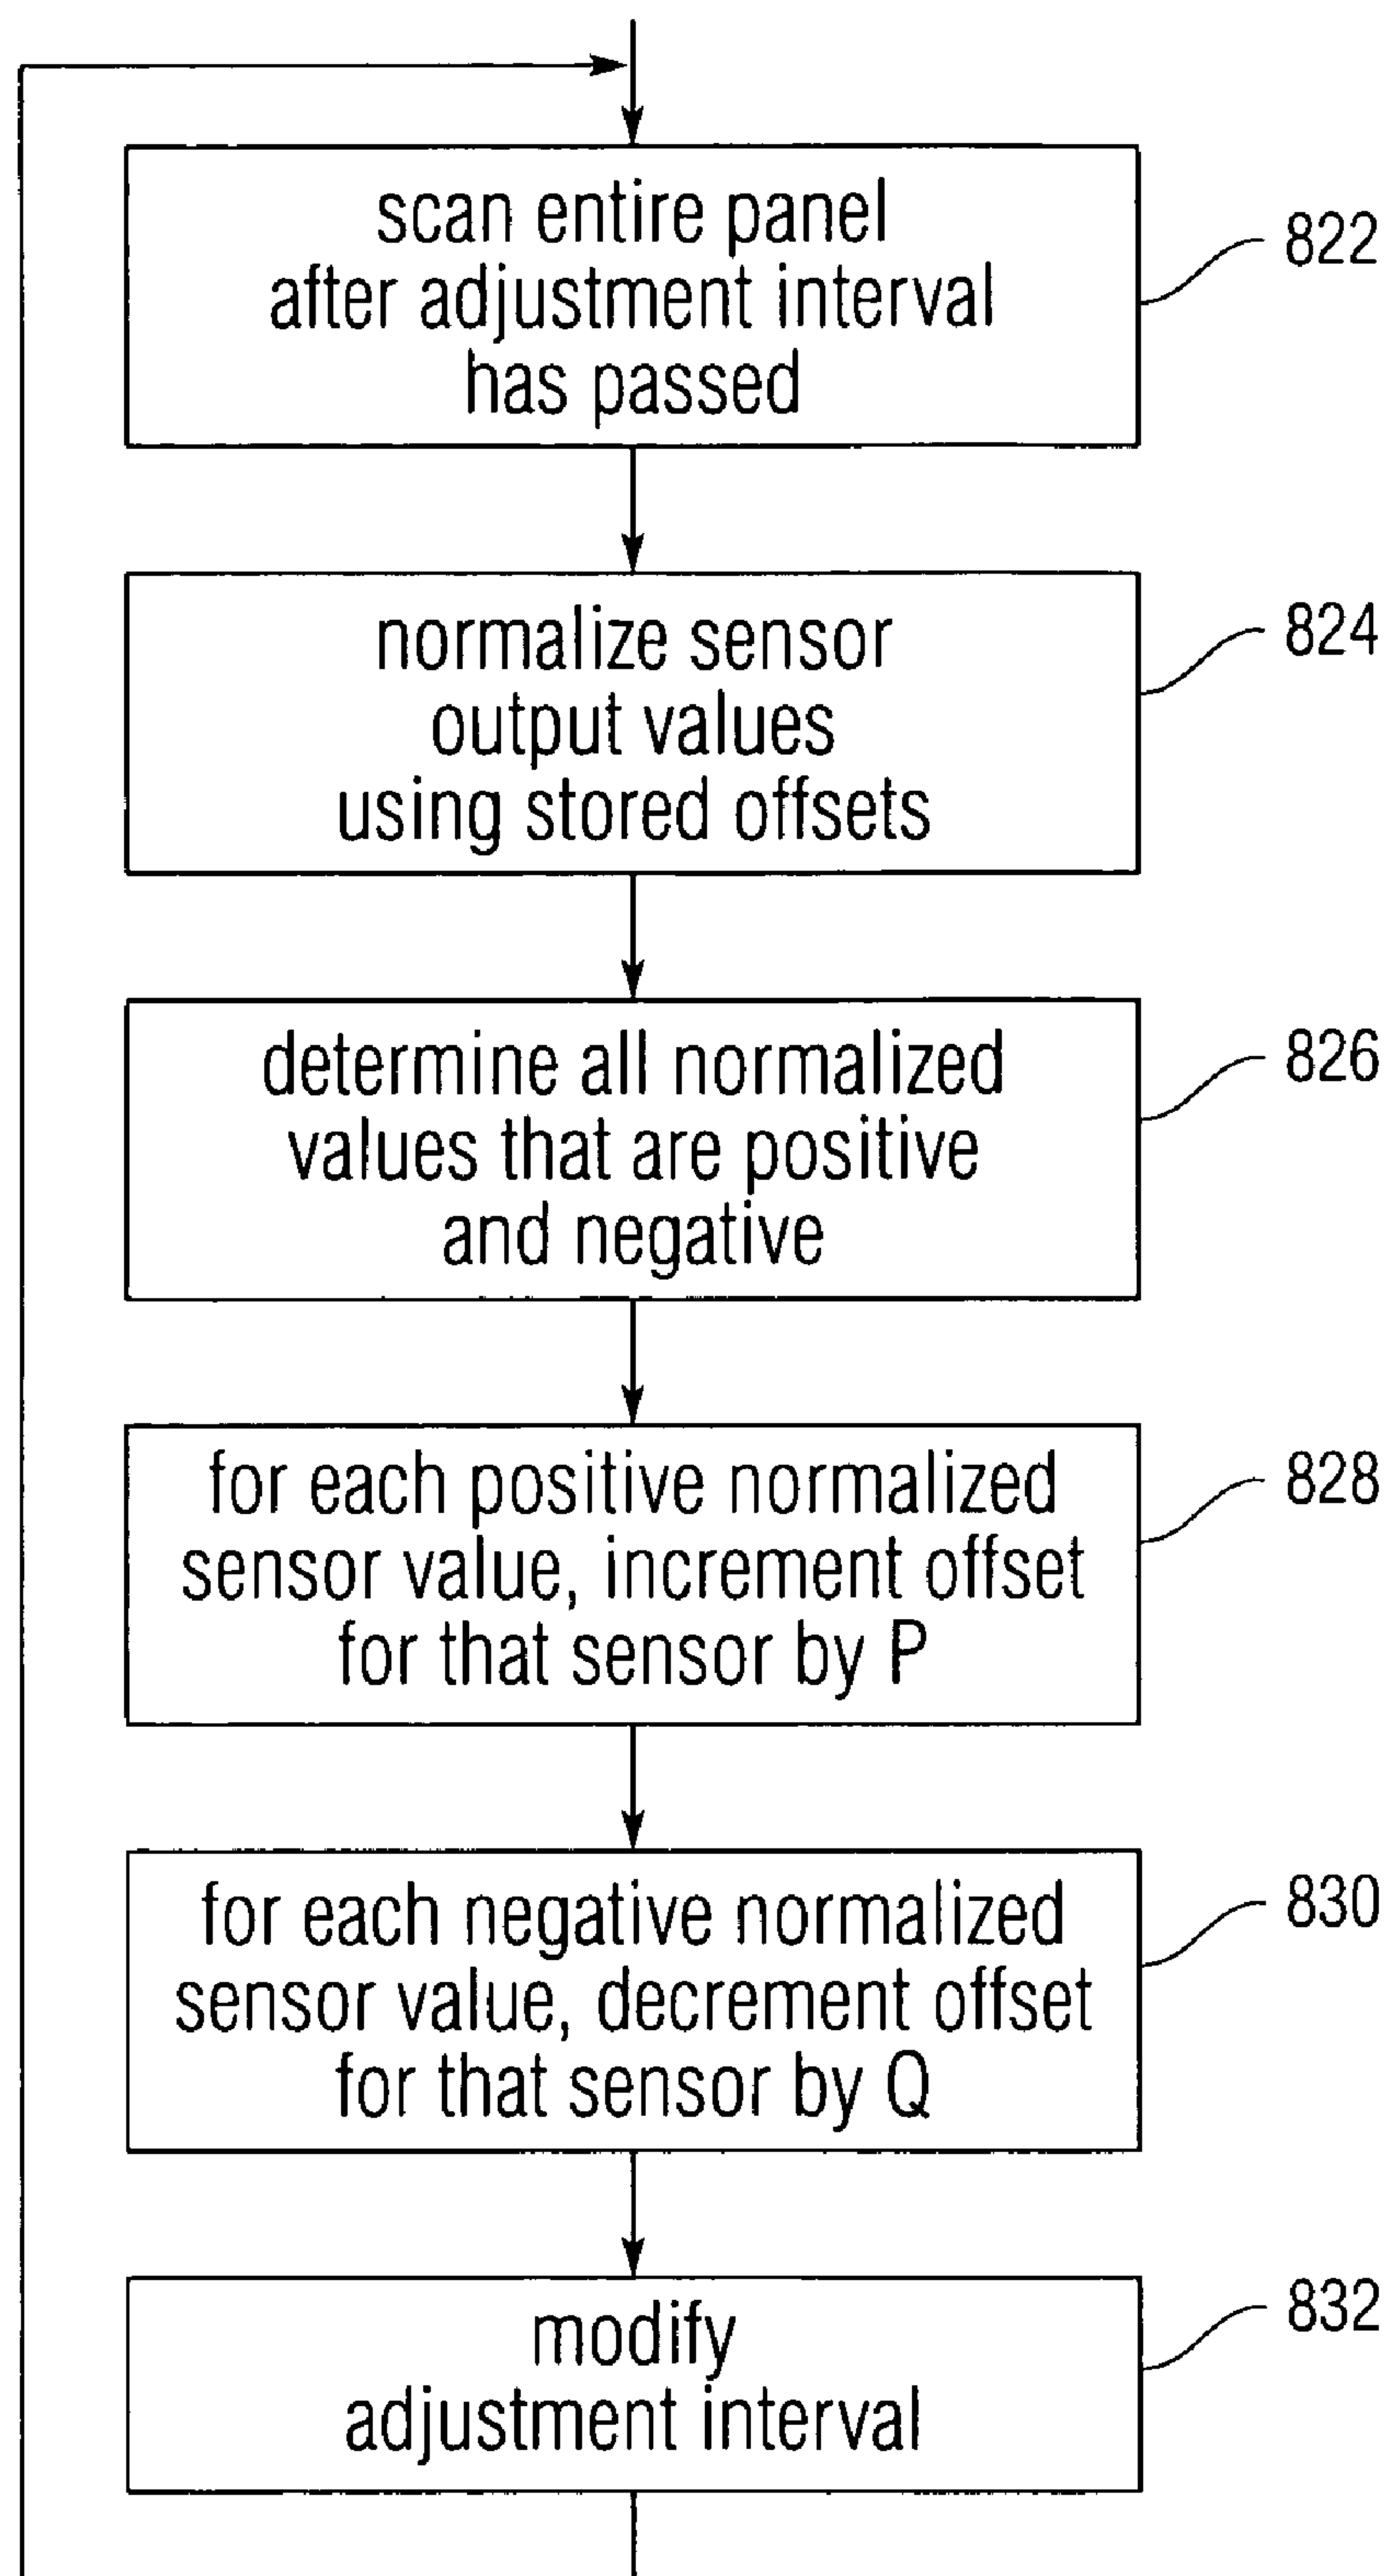 scan entire panel
after adjustment interval
has passed
822
normalize sensor
output values
using stored offsets
824
determine all normalized
values that are positive
and negative
826
for each positive normalized
sensor value, increment offset
for that sensor by P
828
for each negative normalized
sensor value, decrement offset
for that sensor by Q
830
modify
adjustment interval
832